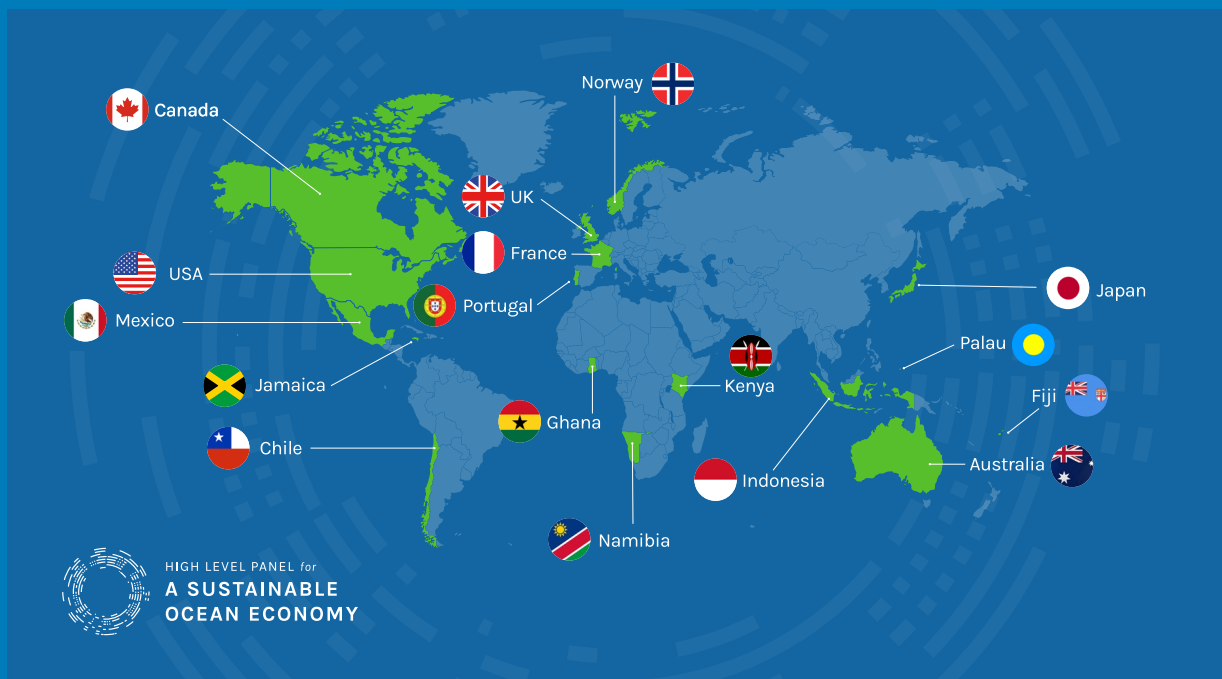 Norway
Canada
UK
France
USA
Portugal
Mexico
Japan
Palau
Jamaica
Kenya
Fiji
Ghana
Chile
Australia
Indonesia
Namibia
HIGH LEVEL PANEL for
A SUSTAINABLE
OCEAN ECONOMY